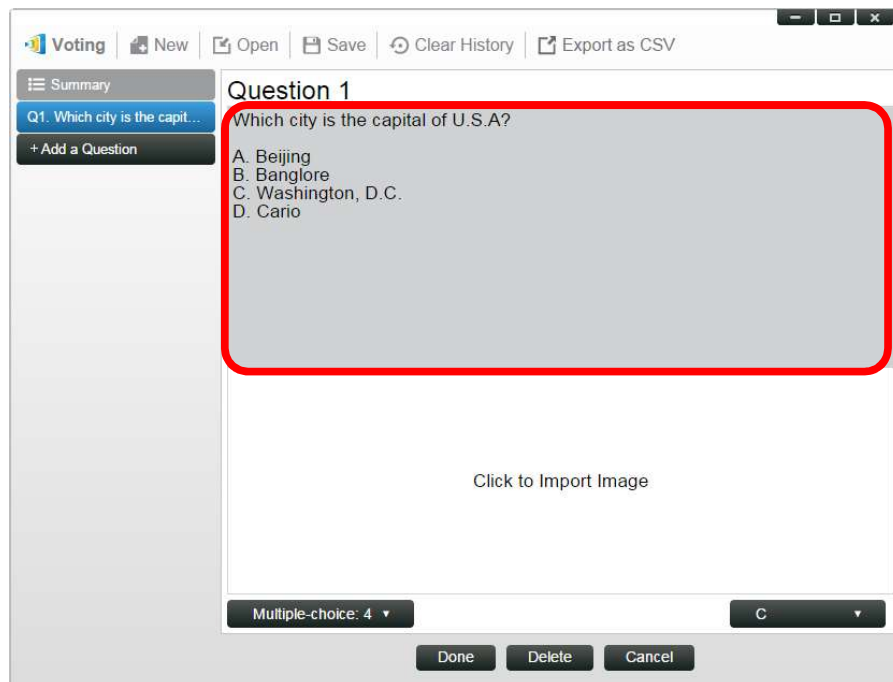 Voting New Open Save Clear History Export as CSV
Summary
Q1. Which city is the capit...
+ Add a Question
Question 1
Which city is the capital of U.S.A?
A. Beijing
B. Banglore
C. Washington, D.C.
D. Cario
Click to Import Image
Multiple-choice: 4 C
Done Delete Cancel